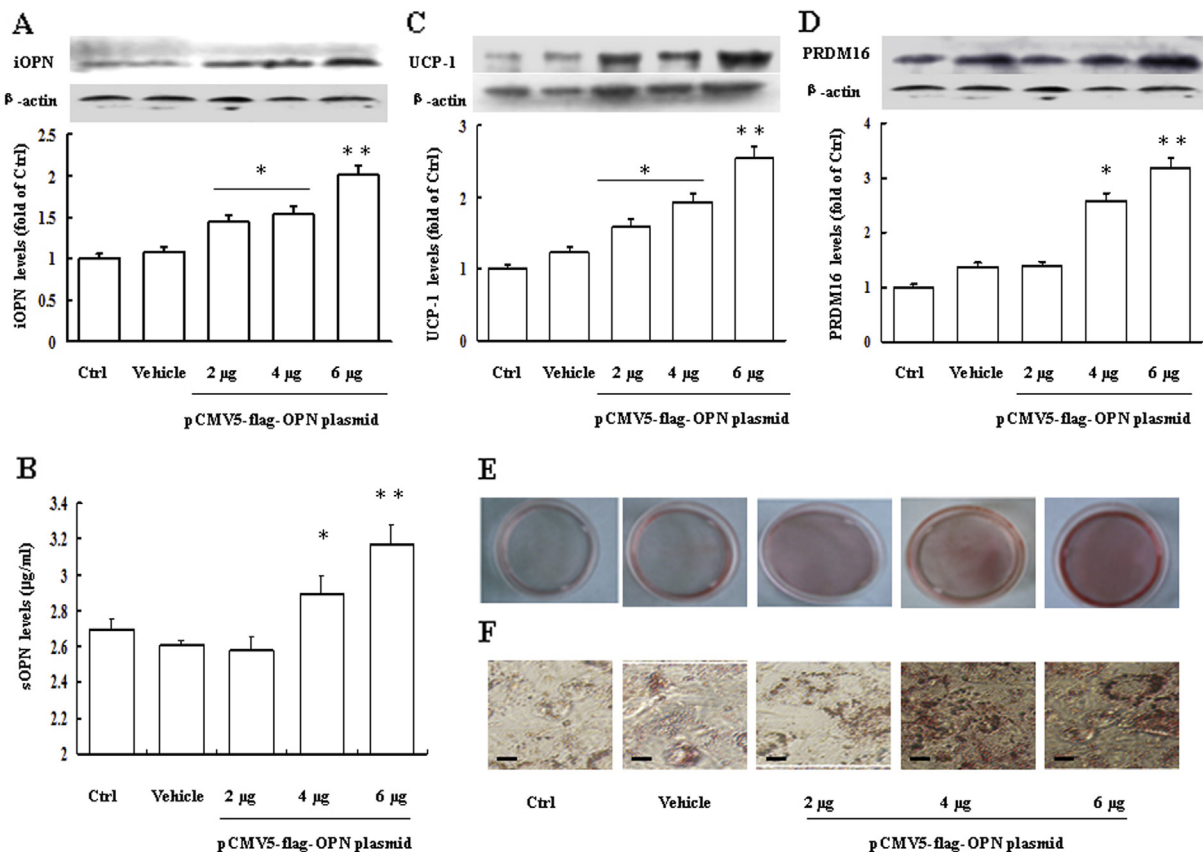 A
iOPN
β-actin
iOPN levels (fold of Ctrl)
2.5
2
1.5
1
0.5
0
*
* *
Ctrl Vehicle 2 μg 4 μg 6 μg
pCMV5-flag-OPN plasmid
C
UCP-1
β-actin
UCP-1 levels (fold of Ctrl)
3
2
1
0
*
* *
Ctrl Vehicle 2 μg 4 μg 6 μg
pCMV5-flag-OPN plasmid
D
PRDM16
β-actin
PRDM16 levels (fold of Ctrl)
4
3
2
1
0
*
* *
Ctrl Vehicle 2 μg 4 μg 6 μg
pCMV5-flag-OPN plasmid
B
sOPN levels (μg/ml)
3.4
3.2
3
2.8
2.6
2.4
2.2
2
*
* *
Ctrl Vehicle 2 μg 4 μg 6 μg
pCMV5-flag-OPN plasmid
E
F
Ctrl Vehicle 2 μg 4 μg 6 μg
pCMV5-flag-OPN plasmid